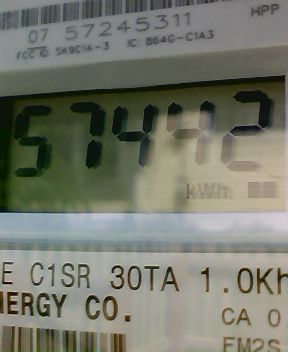 07 57245311
HPP
FCC ID: SK9C1A-3 IC: 864G-C1A3
57442
kWh
E C1SR 30TA 1.0Kh
NERGY CO.
CA 0
FM2S